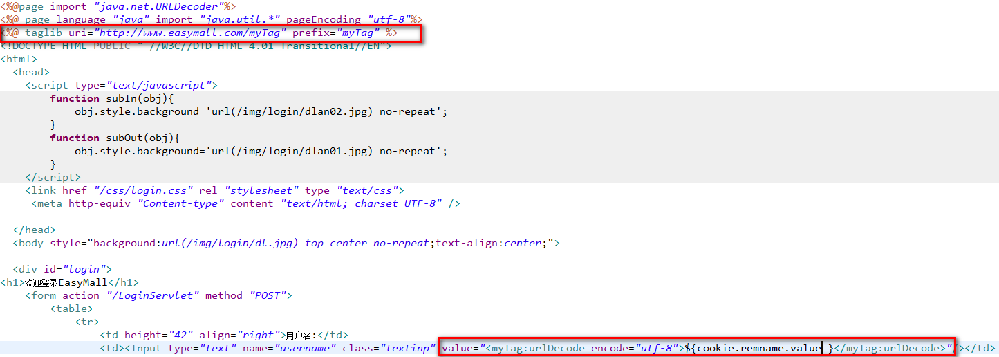 <%@page import="java.net.URLDecoder"%>
<%@ page language="java" import="java.util.*" pageEncoding="utf-8"%>
<%@ taglib uri="http://www.easymall.com/myTag" prefix="myTag" %>
<!DOCTYPE HTML PUBLIC "-//W3C//DTD HTML 4.01 Transitional//EN">
<html>
<head>
<script type="text/javascript">
function subIn(obj){
obj.style.background='url(/img/login/dlan02.jpg) no-repeat';
}
function subOut(obj){
obj.style.background='url(/img/login/dlan01.jpg) no-repeat';
}
</script>
<link href="/css/login.css" rel="stylesheet" type="text/css">
<meta http-equiv="Content-type" content="text/html; charset=UTF-8" />
</head>
<body style="background:url(/img/login/dl.jpg) top center no-repeat;text-align:center;">
<div id="login">
<h1>欢迎登录EasyMall</h1>
<form action="/LoginServlet" method="POST">
<table>
<tr>
<td height="42" align="right">用户名:</td>
<td><Input type="text" name="username" class="textinp" value="<myTag:urlDecode encode="utf-8">${cookie.remname.value }</myTag:urlDecode>"/></td>